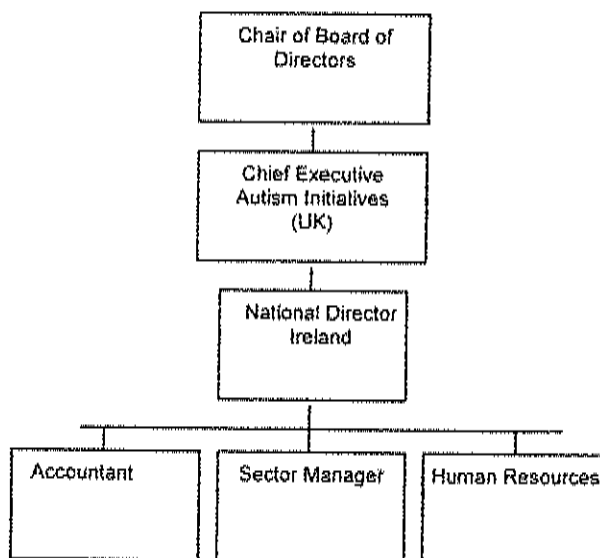 Chair of Board of
Directors
Chief Executive
Autism Initiatives
(UK)
National Director
Ireland
Accountant
Sector Manager
Human Resources